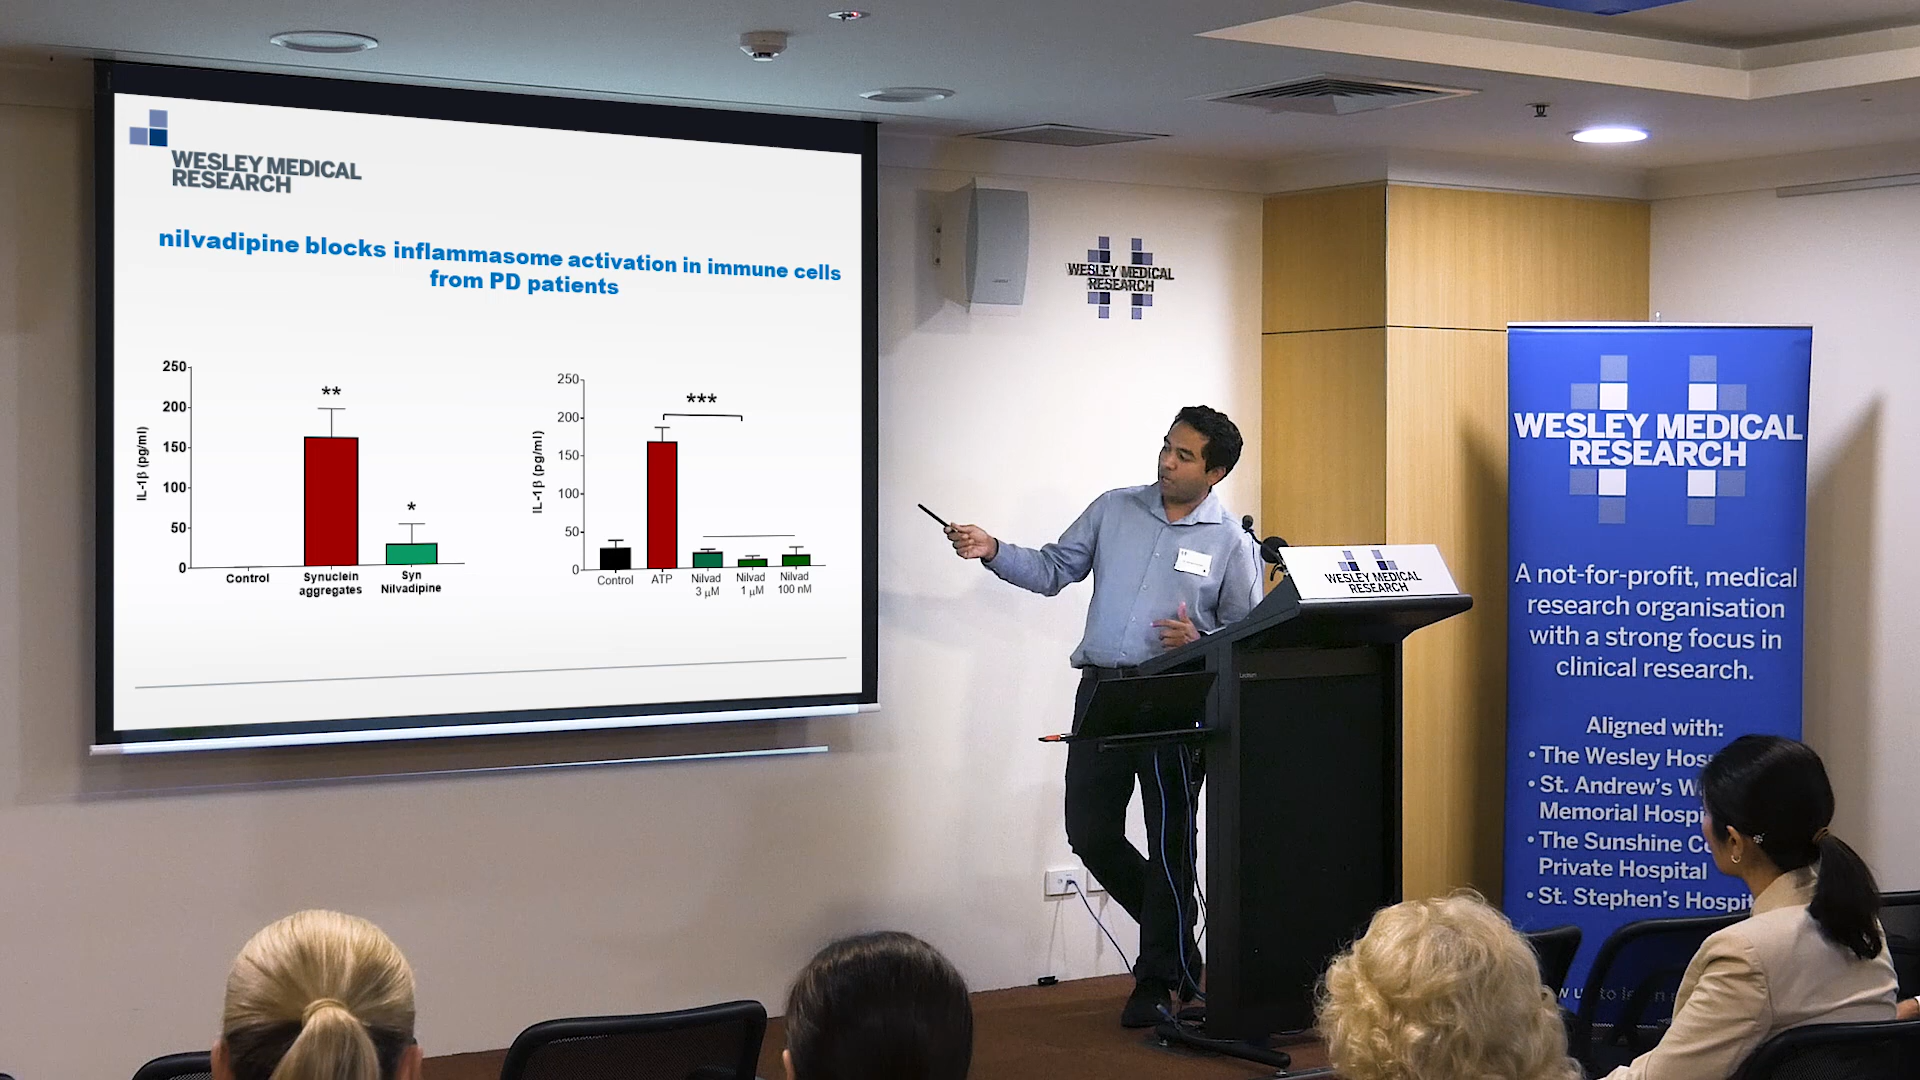 WESLEY MEDICAL
RESEARCH
nilvadipine blocks inflammasome activation in immune cells
from PD patients
IL-1β (pg/ml)
250
200
150
100
50
0
**
*
Control
Synuclein
aggregates
Syn
Nilvadipine
IL-1β (pg/ml)
250
200
150
100
50
0
***
Control
ATP
Nilvad
3 µM
Nilvad
1 µM
Nilvad
100 nM
WESLEY MEDICAL
RESEARCH
WESLEY MEDICAL
RESEARCH
WESLEY MEDICAL
RESEARCH
A not-for-profit, medical
research organisation
with a strong focus in
clinical research.
Aligned with:
• The Wesley Hos
• St. Andrew's W
Memorial Hospi
• The Sunshine Co
Private Hospital
• St. Stephen's Hospit